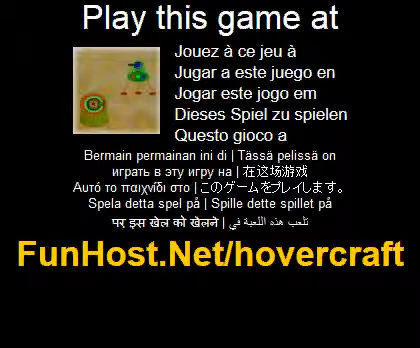 Play this game at
Jouez à ce jeu à
Jugar a este juego en
Jogar este jogo em
Dieses Spiel zu spielen
Questo gioco a
Bermain permainan ini di | Tässä pelissä on
играть в эту игру на | 在这场游戏
Αυτό το παιχνίδι στο | このゲームをプレイします。
Spela detta spel på | Spille dette spillet på
पर इस खेल को खेलने | تلعب هذه اللعبة في
FunHost.Net/hovercraft